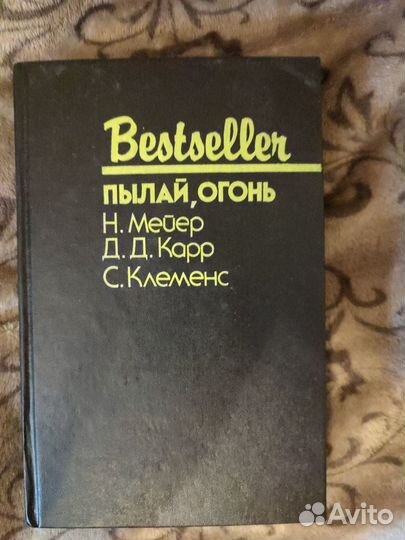 Bestseller
ПЫЛАЙ, ОГОНЬ
Н. Мейер
Д. Д. Карр
С. Клеменс
Avito